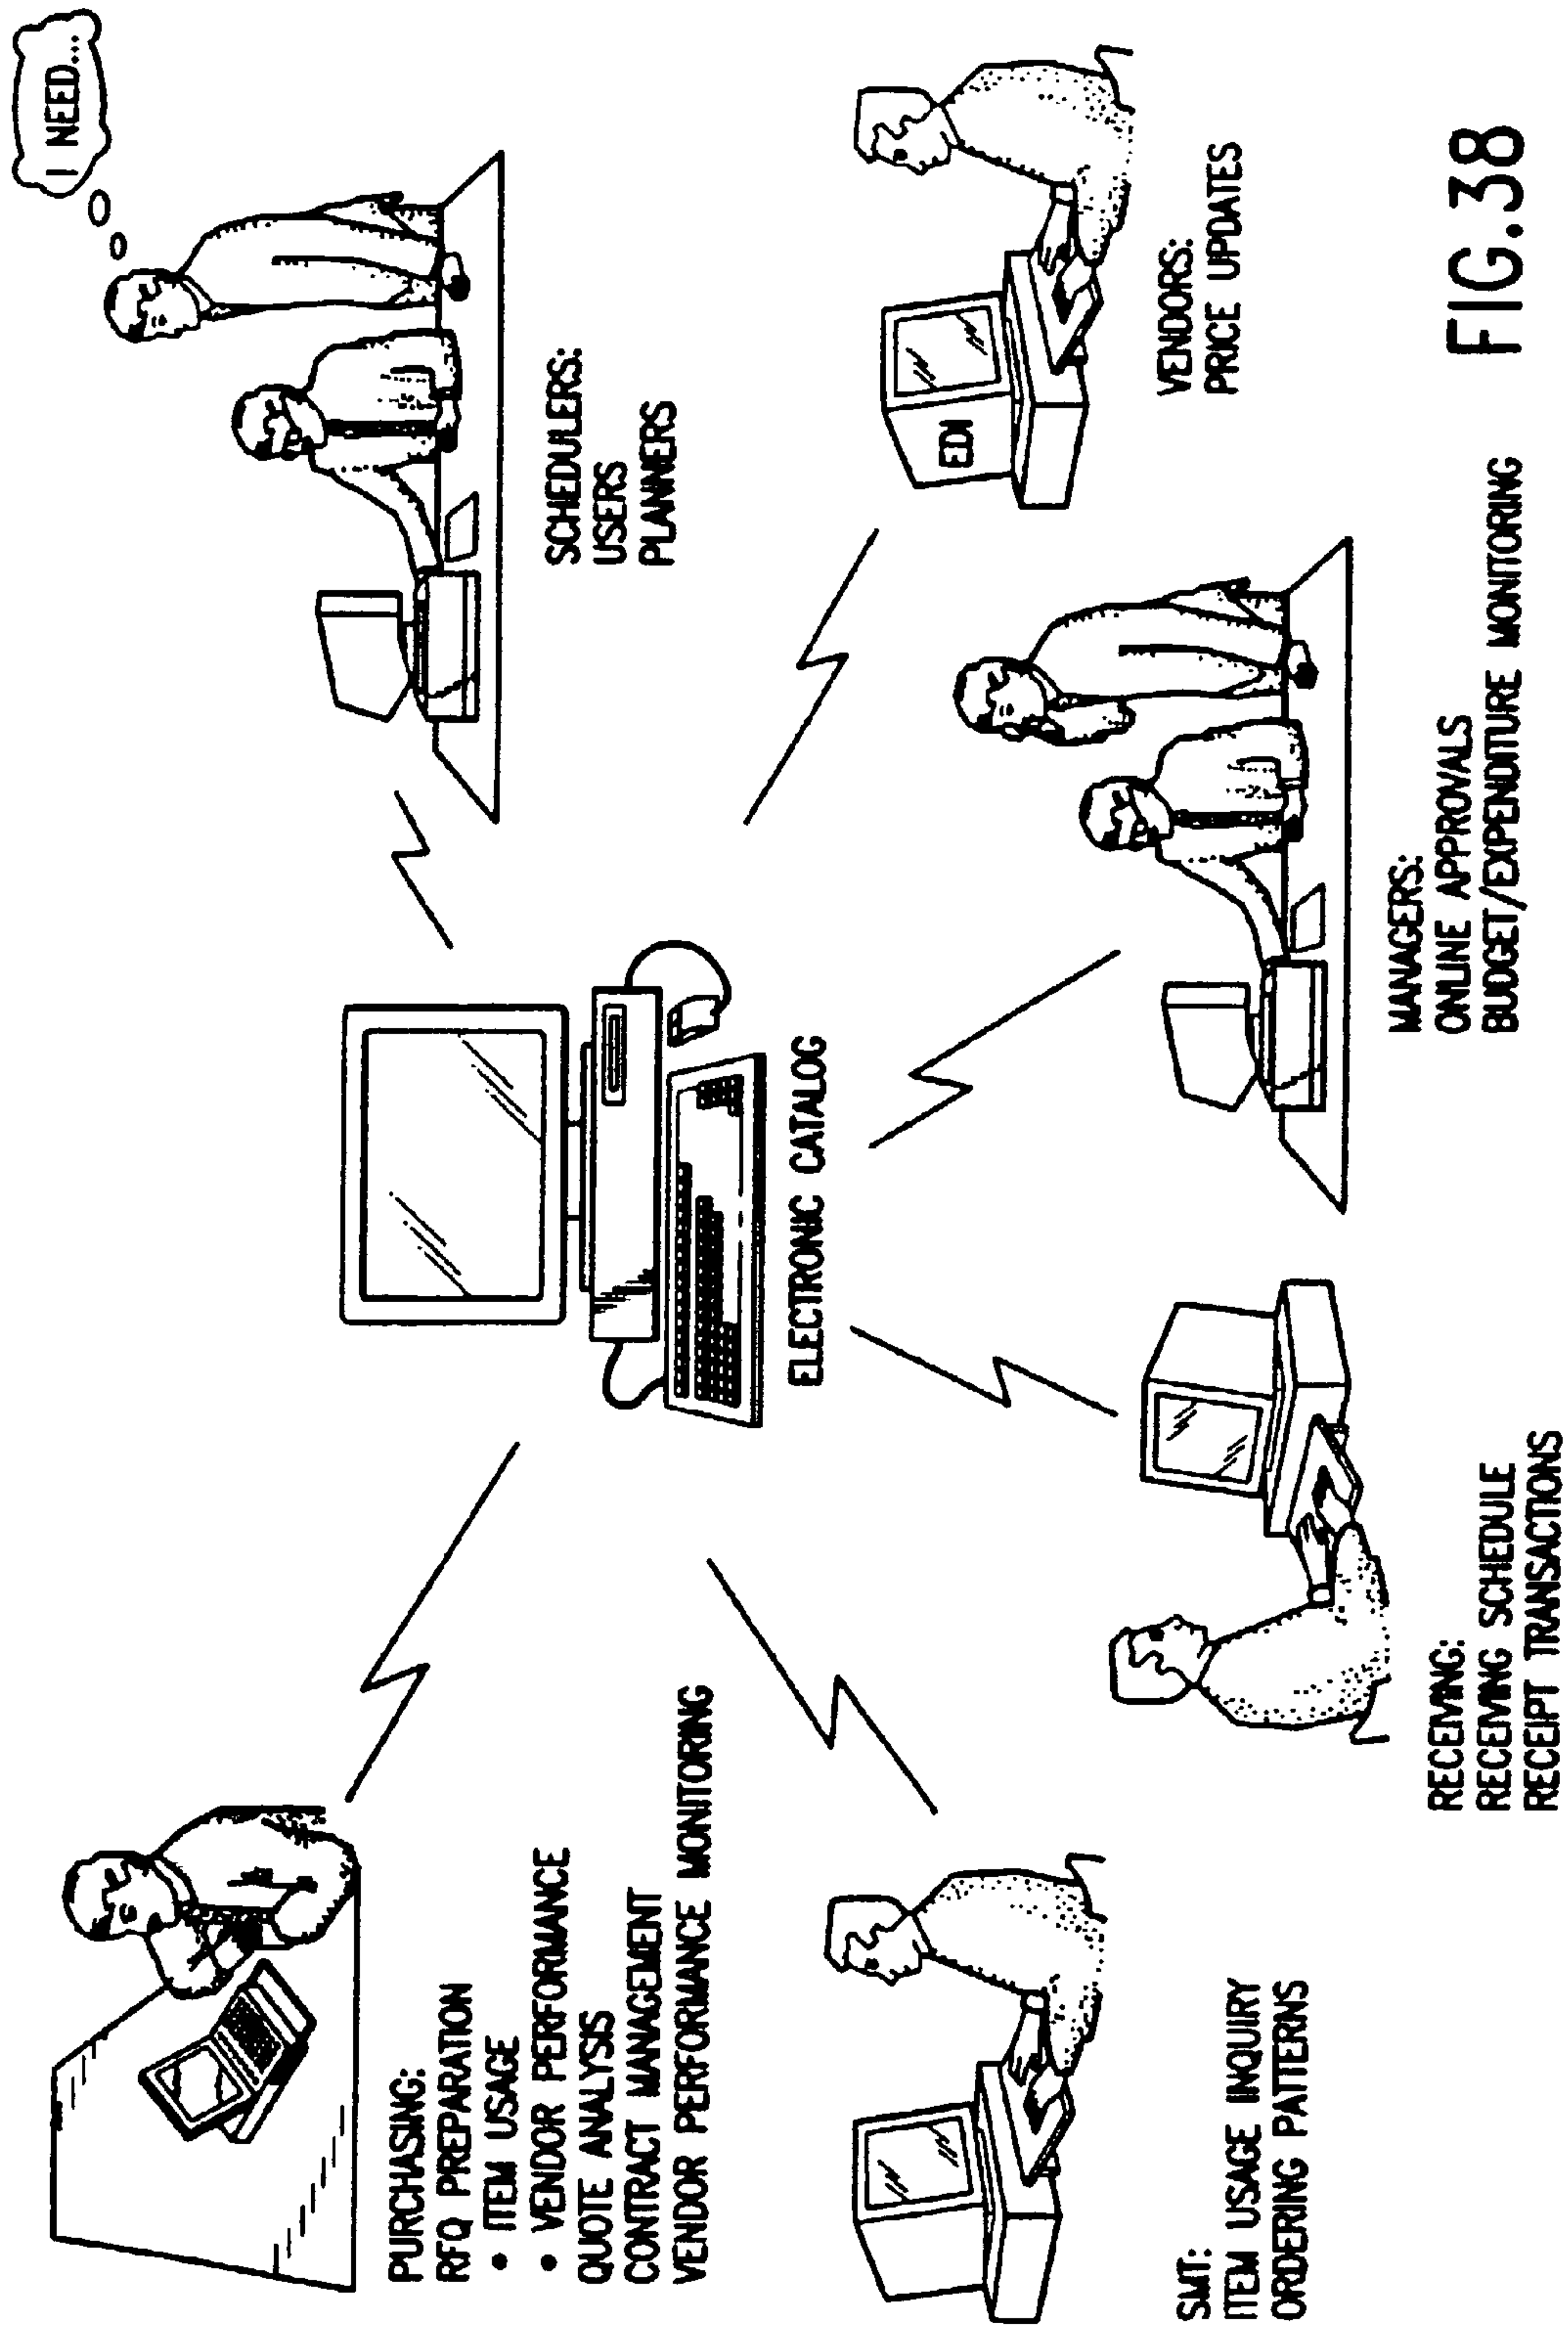 I NEED...
PURCHASING:
RFQ PREPARATION
• ITEM USAGE
• VENDOR PERFORMANCE
QUOTE ANALYSIS
CONTRACT MANAGEMENT
VENDOR PERFORMANCE MONITORING
ELECTRONIC CATALOG
SCHEDULERS:
USERS
PLANNERS
SMT:
ITEM USAGE INQUIRY
ORDERING PATTERNS
RECEIVING:
RECEIVING SCHEDULE
RECEIPT TRANSACTIONS
MANAGERS:
ONLINE APPROVALS
BUDGET/EXPENDITURE MONITORING
EDI
VENDORS:
PRICE UPDATES
FIG.38